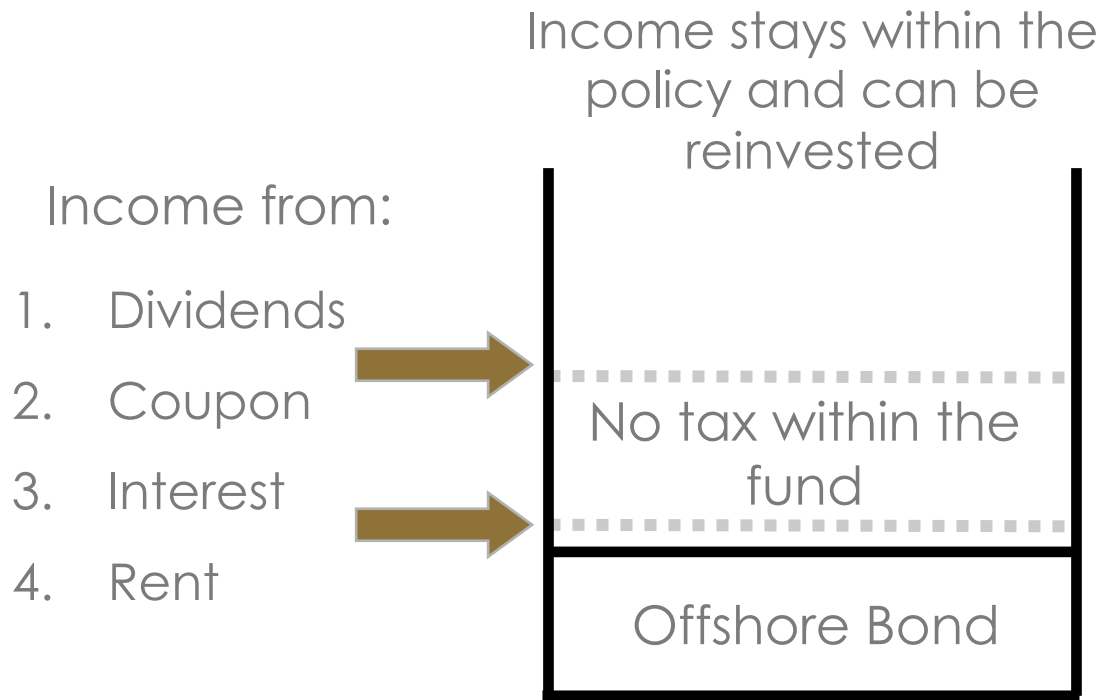 Income stays within the
policy and can be
reinvested
Income from:
1. Dividends
2. Coupon
3. Interest
4. Rent
No tax within the
fund
Offshore Bond